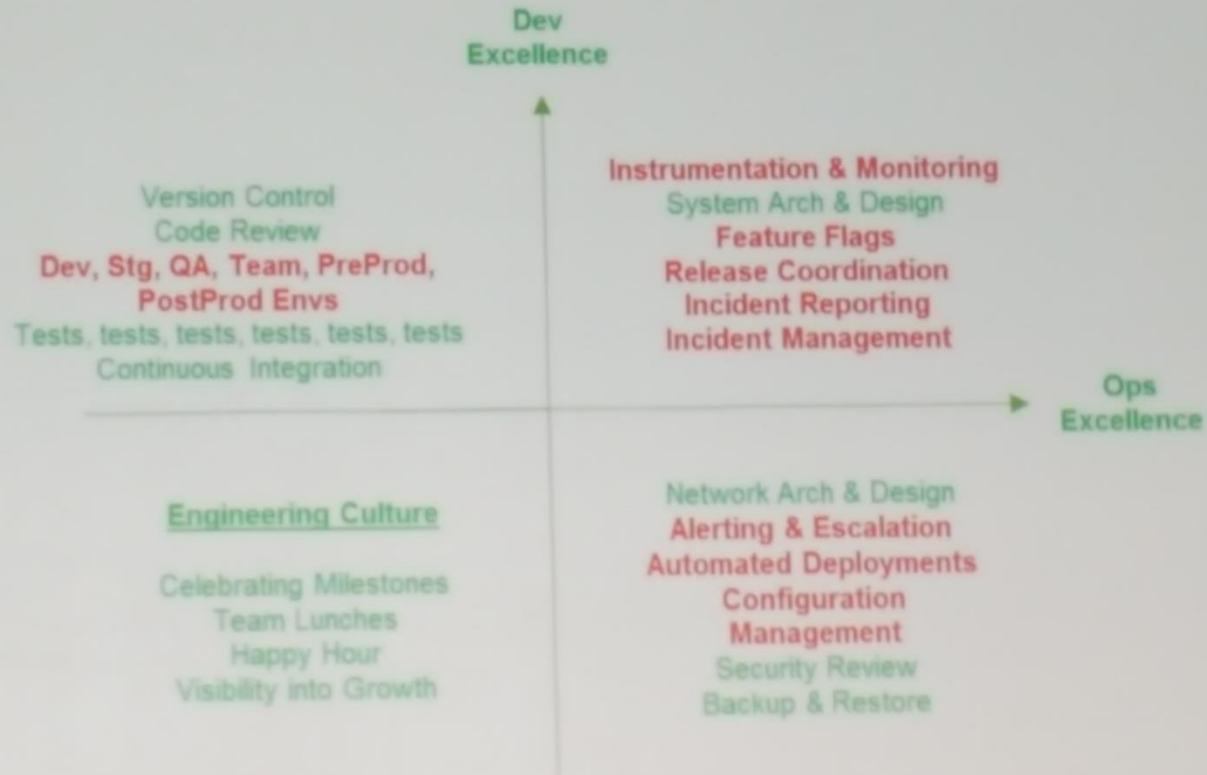 Dev
Excellence
Version Control
Code Review
Dev, Stg, QA, Team, PreProd,
PostProd Envs
Tests, tests, tests, tests, tests, tests
Continuous Integration
Instrumentation & Monitoring
System Arch & Design
Feature Flags
Release Coordination
Incident Reporting
Incident Management
Ops
Excellence
Engineering Culture
Celebrating Milestones
Team Lunches
Happy Hour
Visibility into Growth
Network Arch & Design
Alerting & Escalation
Automated Deployments
Configuration
Management
Security Review
Backup & Restore